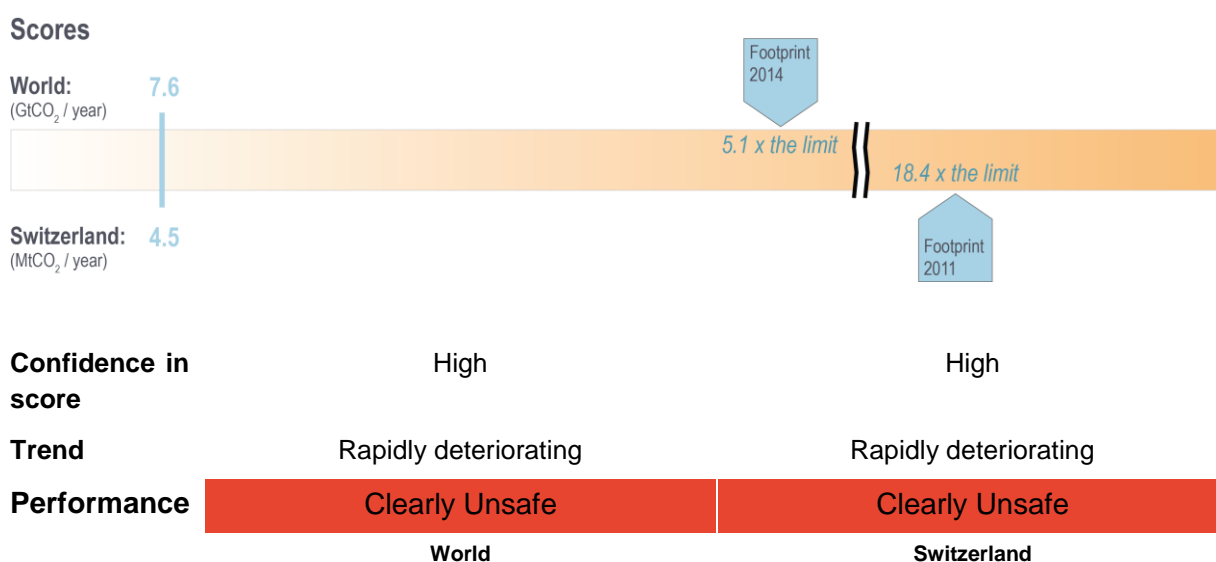 Scores
World: 7.6
(GtCO2 / year)
Footprint
2014
5.1 x the limit
18.4 x the limit
Switzerland: 4.5
(MtCO2 / year)
Footprint
2011
Confidence in High High
score
Trend Rapidly deteriorating Rapidly deteriorating
Performance Clearly Unsafe Clearly Unsafe
World Switzerland